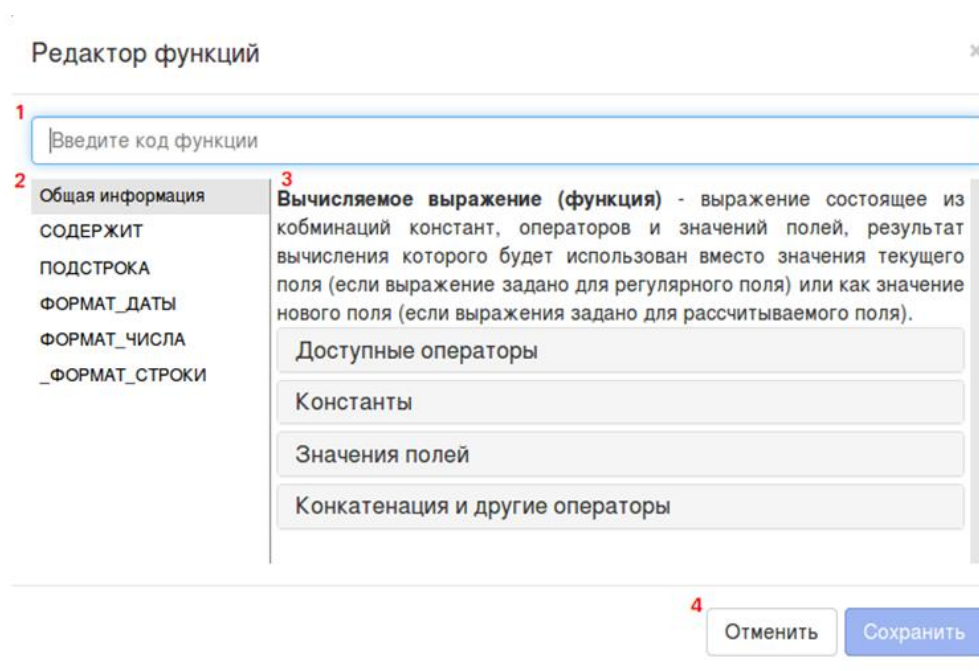 Редактор функций
×
1
Введите код функции
2
Общая информация
СОДЕРЖИТ
ПОДСТРОКА
ФОРМАТ_ДАТЫ
ФОРМАТ_ЧИСЛА
_ФОРМАТ_СТРОКИ
3
Вычисляемое выражение (функция) - выражение состоящее из
кобминаций констант, операторов и значений полей, результат
вычисления которого будет использован вместо значения текущего
поля (если выражение задано для регулярного поля) или как значение
нового поля (если выражения задано для рассчитываемого поля).
Доступные операторы
Константы
Значения полей
Конкатенация и другие операторы
4
Отменить
Сохранить